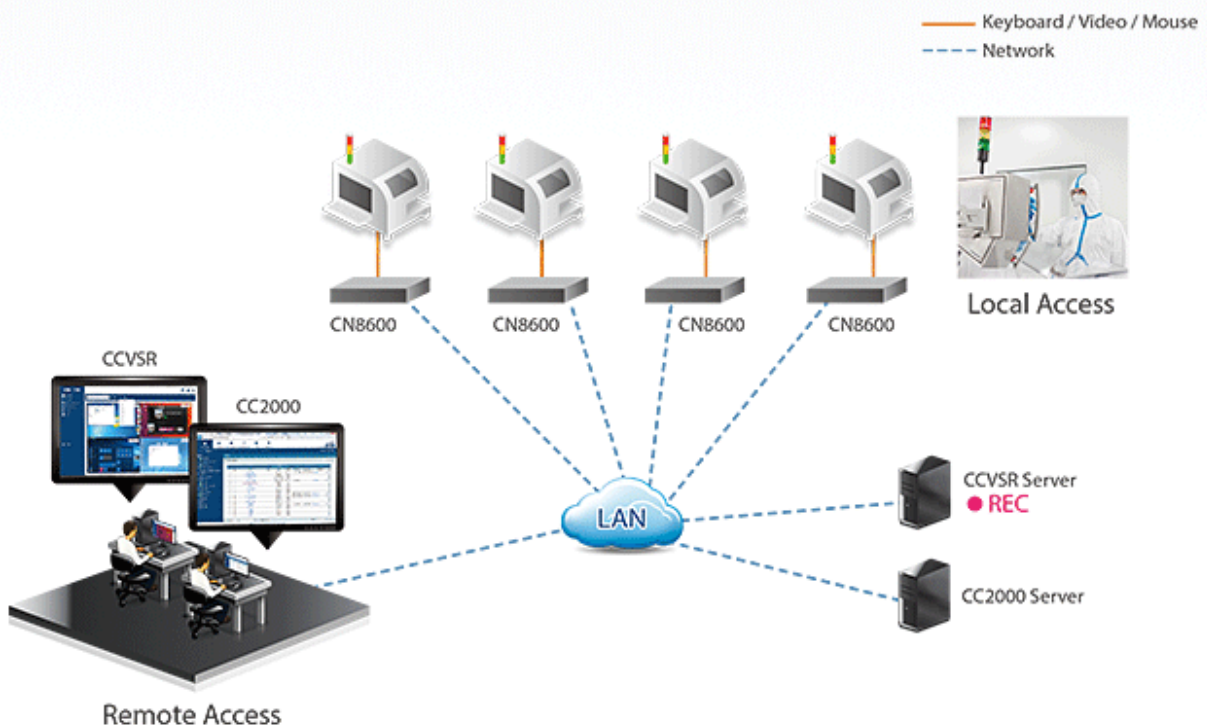 Keyboard / Video / Mouse
Network
CN8600
CN8600
CN8600
CN8600
Local Access
CCVSR
CC2000
LAN
CCVSR Server
REC
CC2000 Server
Remote Access